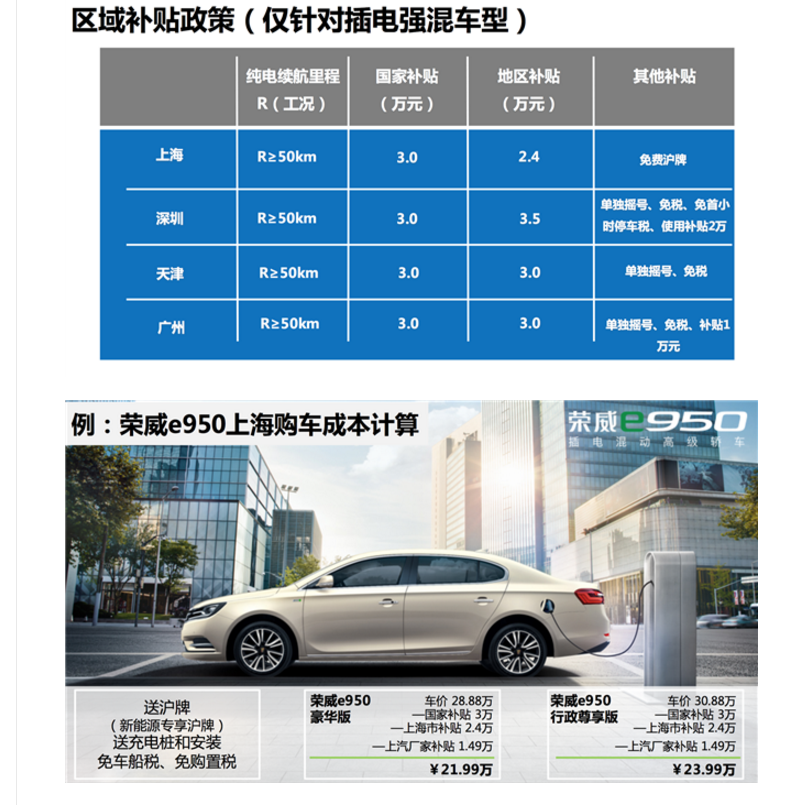 区域补贴政策（仅针对插电强混车型）
纯电续航里程 国家补贴 地区补贴 其他补贴
R（工况） （万元） （万元）
上海 R≥50km 3.0 2.4 免费沪牌
深圳 R≥50km 3.0 3.5 单独摇号、免税、免首小
时停车税、使用补贴2万
天津 R≥50km 3.0 3.0 单独摇号、免税
广州 R≥50km 3.0 3.0 单独摇号、免税、补贴1
万元
例：荣威e950上海购车成本计算
荣威e950
插电混动高级轿车
送沪牌
（新能源专享沪牌）
送充电桩和安装
免车船税、免购置税
荣威e950 车价 28.88万
豪华版 —国家补贴 3万
—上海市补贴 2.4万
—上汽厂家补贴 1.49万
￥21.99万
荣威e950 车价 30.88万
行政尊享版 —国家补贴 3万
—上海市补贴 2.4万
—上汽厂家补贴 1.49万
￥23.99万